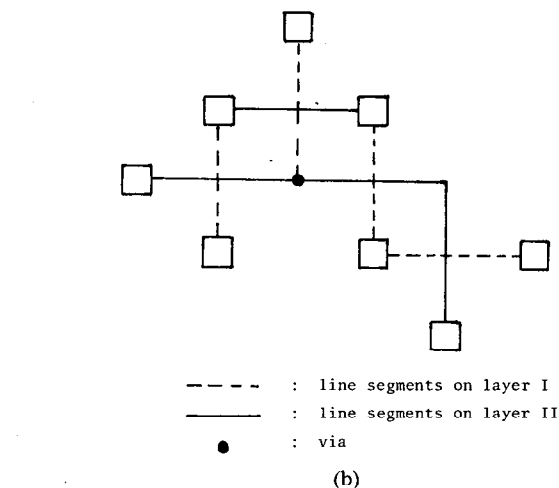 : line segments on layer I
: line segments on layer II
: via
(b)